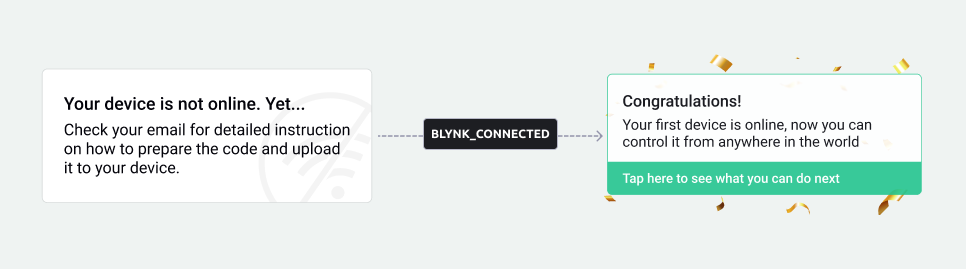 Your device is not online. Yet...
Check your email for detailed instruction
on how to prepare the code and upload
it to your device.
BLYNK_CONNECTED
Congratulations!
Your first device is online, now you can
control it from anywhere in the world
Tap here to see what you can do next